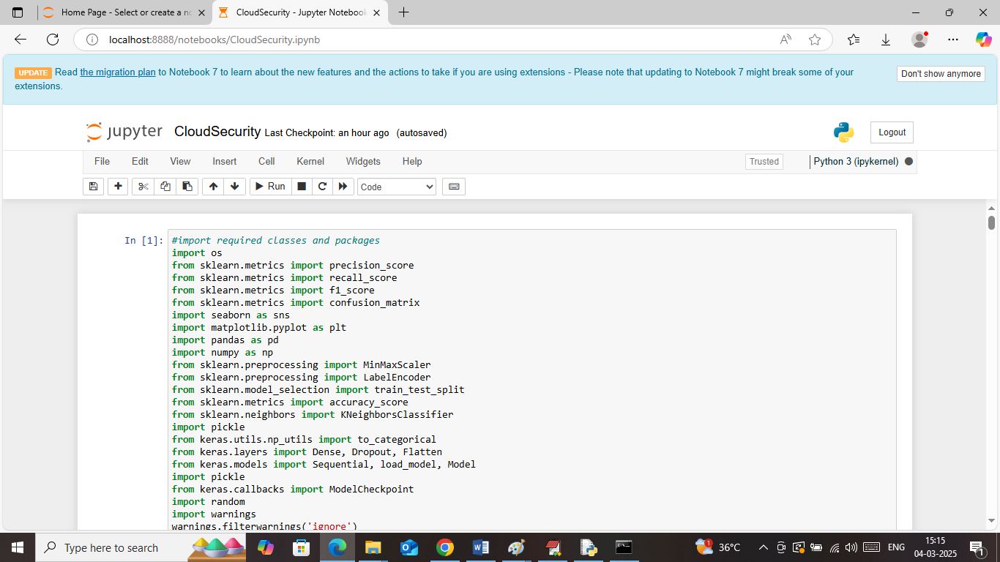 Home Page - Select or create a no
CloudSecurity - Jupyter Notebook
localhost:8888/notebooks/CloudSecurity.ipynb
UPDATE Read the migration plan to Notebook 7 to learn about the new features and the actions to take if you are using extensions - Please note that updating to Notebook 7 might break some of your
extensions.
Don't show anymore
jupyter CloudSecurity Last Checkpoint: an hour ago (autosaved)
Logout
File Edit View Insert Cell Kernel Widgets Help
Trusted
Python 3 (ipykernel)
Run
Code
In [1]: #import required classes and packages
import os
from sklearn.metrics import precision_score
from sklearn.metrics import recall_score
from sklearn.metrics import f1_score
from sklearn.metrics import confusion_matrix
import seaborn as sns
import matplotlib.pyplot as plt
import pandas as pd
import numpy as np
from sklearn.preprocessing import MinMaxScaler
from sklearn.preprocessing import LabelEncoder
from sklearn.model_selection import train_test_split
from sklearn.metrics import accuracy_score
from sklearn.neighbors import KNeighborsClassifier
import pickle
from keras.utils.np_utils import to_categorical
from keras.layers import Dense, Dropout, Flatten
from keras.models import Sequential, load_model, Model
import pickle
from keras.callbacks import ModelCheckpoint
import random
import warnings
warnings.filterwarnings('ignore')
Type here to search
1
36°C
ENG
15:15
04-03-2025
1